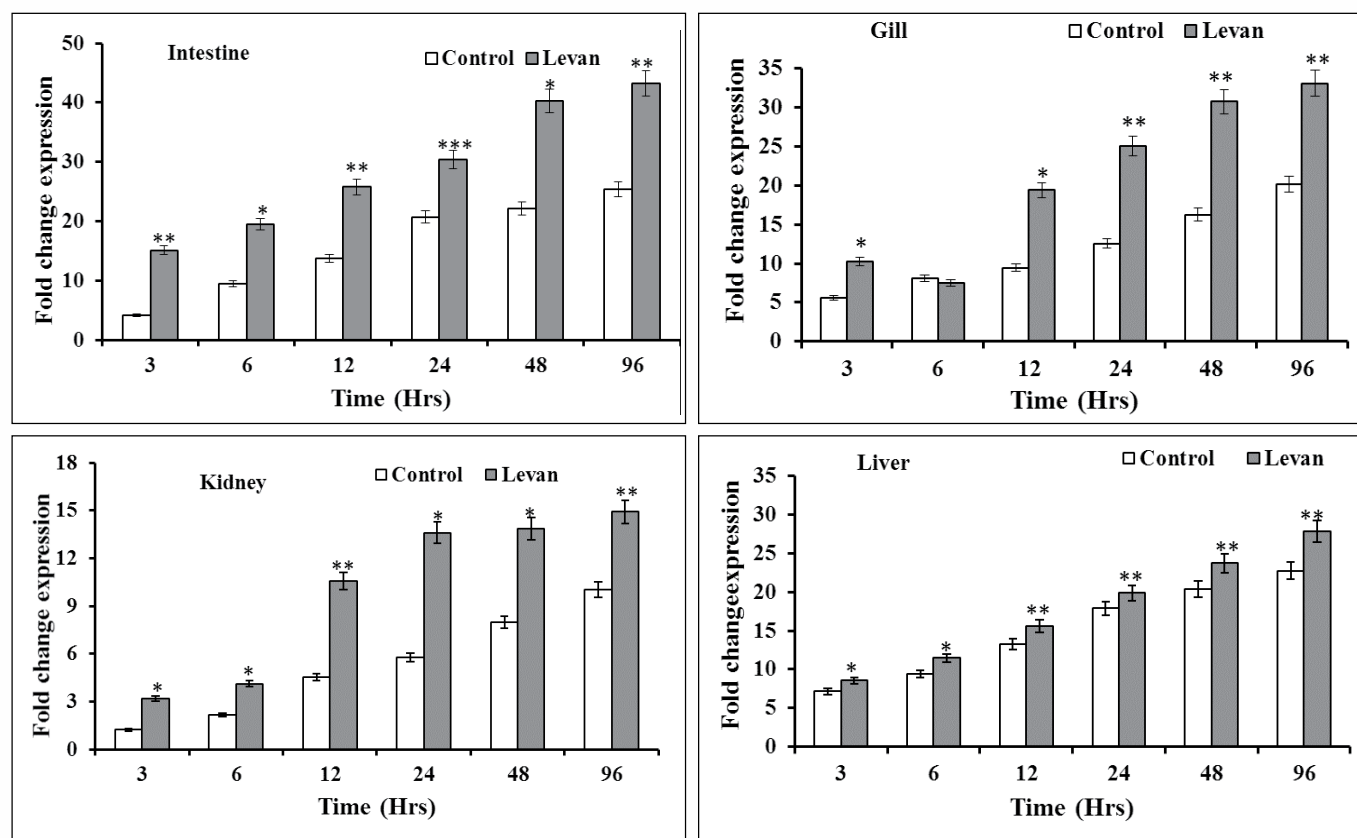 Intestine
Control Levan
Fold change expression
50
40
30
20
10
0
** * ** *** * **
3 6 12 24 48 96
Time (Hrs)
Gill
Control Levan
Fold change expression
35
30
25
20
15
10
5
0
* * ** ** **
3 6 12 24 48 96
Time (Hrs)
Kidney
Control Levan
Fold change expression
18
15
12
9
6
3
0
* * ** * * **
3 6 12 24 48 96
Time (Hrs)
Liver
Control Levan
Fold changeexpression
35
30
25
20
15
10
5
0
* * ** ** ** **
3 6 12 24 48 96
Time (Hrs)